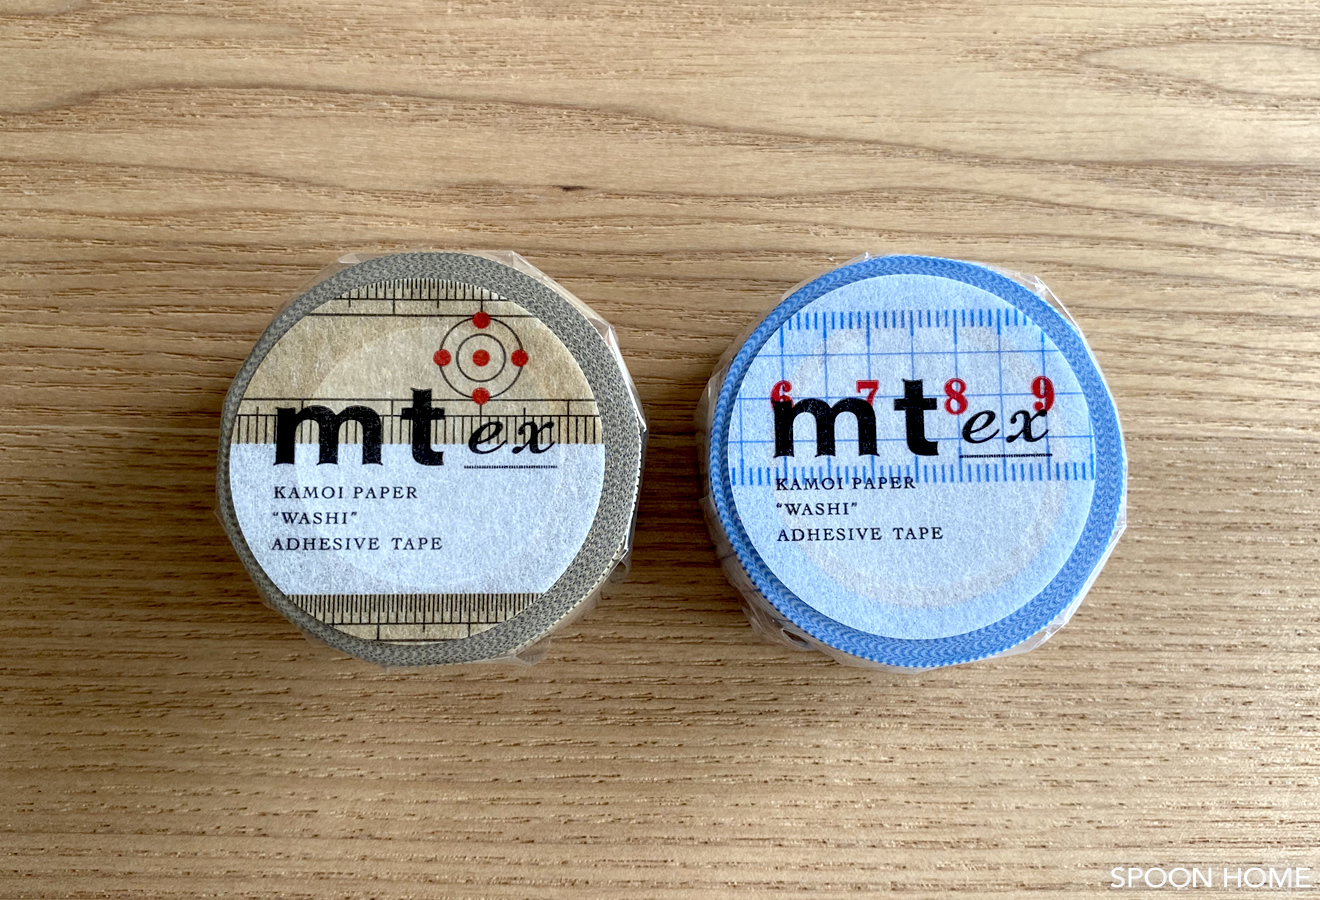 mt ex
KAMOI PAPER
“WASHI”
ADHESIVE TAPE
6 7 8 9
mt ex
KAMOI PAPER
“WASHI”
ADHESIVE TAPE
SPOON HOME